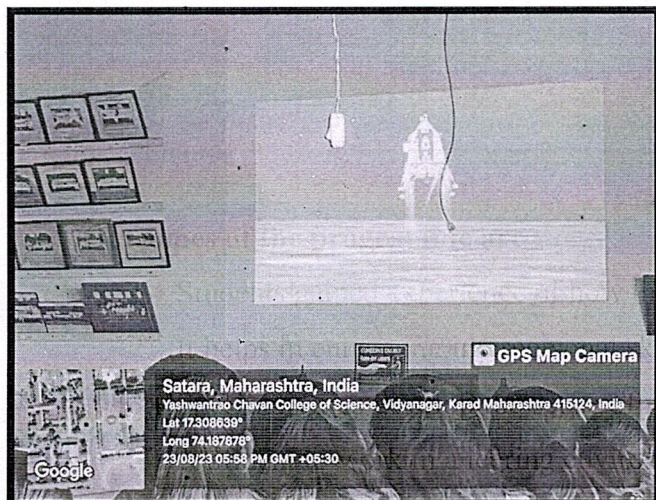 GPS Map Camera
Satara, Maharashtra, India
Yashwantrao Chavan College of Science, Vidyanagar, Karad Maharashtra 415124, India
Lat 17.308639°
Long 74.187878°
23/08/23 05:58 PM GMT +05:30
Google